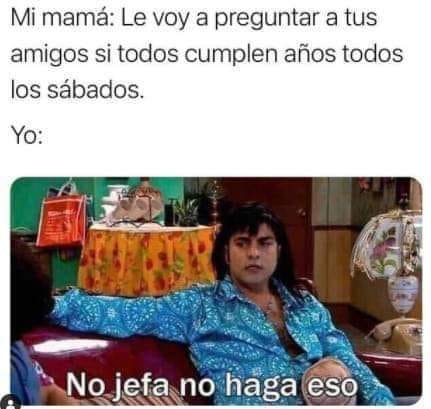 Mi mamá: Le voy a preguntar a tus
amigos si todos cumplen años todos
los sábados.
Yo:
No jefa no haga eso